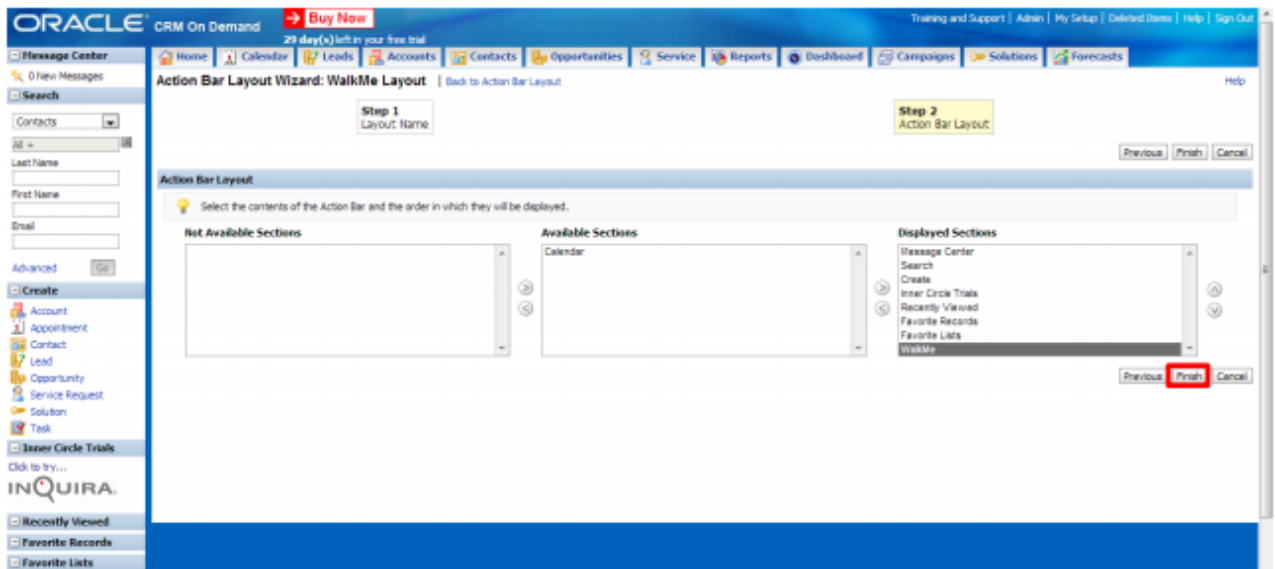 ORACLE CRM On Demand
Buy Now
29 day(s) left in your free trial
Training and Support | Admin | My Setup | Deleted Items | Help | Sign Out
Message Center
0 New Messages
Search
Contacts
All +
Last Name
First Name
Email
Advanced
Go
Create
Account
Appointment
Contact
Lead
Opportunity
Service Request
Solution
Task
Inner Circle Trials
Click to try...
INQUIRA.
Recently Viewed
Favorite Records
Favorite Lists
Home Calendar Leads Accounts Contacts Opportunities Service Reports Dashboard Campaigns Solutions Forecasts
Action Bar Layout Wizard: WalkMe Layout | Back to Action Bar Layout
Help
Step 1
Layout Name
Step 2
Action Bar Layout
Previous Finish Cancel
Action Bar Layout
Select the contents of the Action Bar and the order in which they will be displayed.
Not Available Sections
Available Sections
Calendar
Displayed Sections
Message Center
Search
Create
Inner Circle Trials
Recently Viewed
Favorite Records
Favorite Lists
WalkMe
Previous Finish Cancel